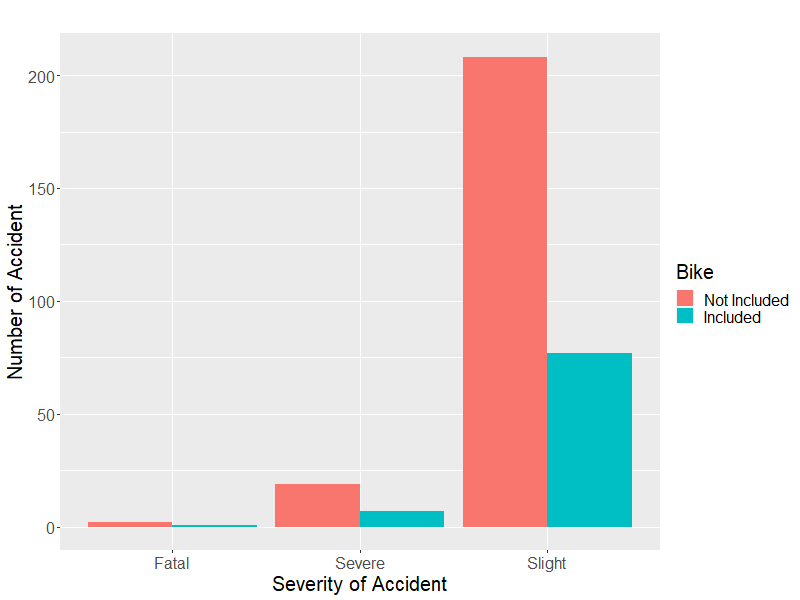 Number of Accident
200
150
100
50
0
Fatal
Severe
Slight
Severity of Accident
Bike
Not Included
Included